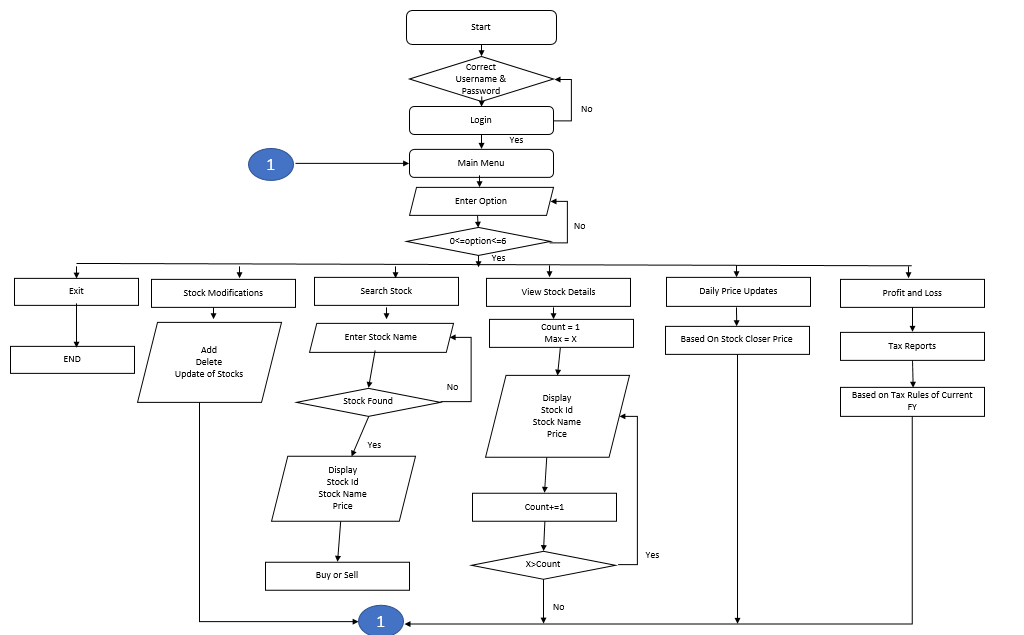 Start
Correct
Username &
Password
No
Login
Yes
1
Main Menu
Enter Option
No
0<=option<=6
Yes
Exit
Stock Modifications
Search Stock
View Stock Details
Daily Price Updates
Profit and Loss
END
Add
Delete
Update of Stocks
Enter Stock Name
No
Stock Found
Yes
Display
Stock Id
Stock Name
Price
Buy or Sell
Count = 1
Max = X
Display
Stock Id
Stock Name
Price
Count+=1
X>Count
Yes
No
Based On Stock Closer Price
Tax Reports
Based on Tax Rules of Current
FY
1